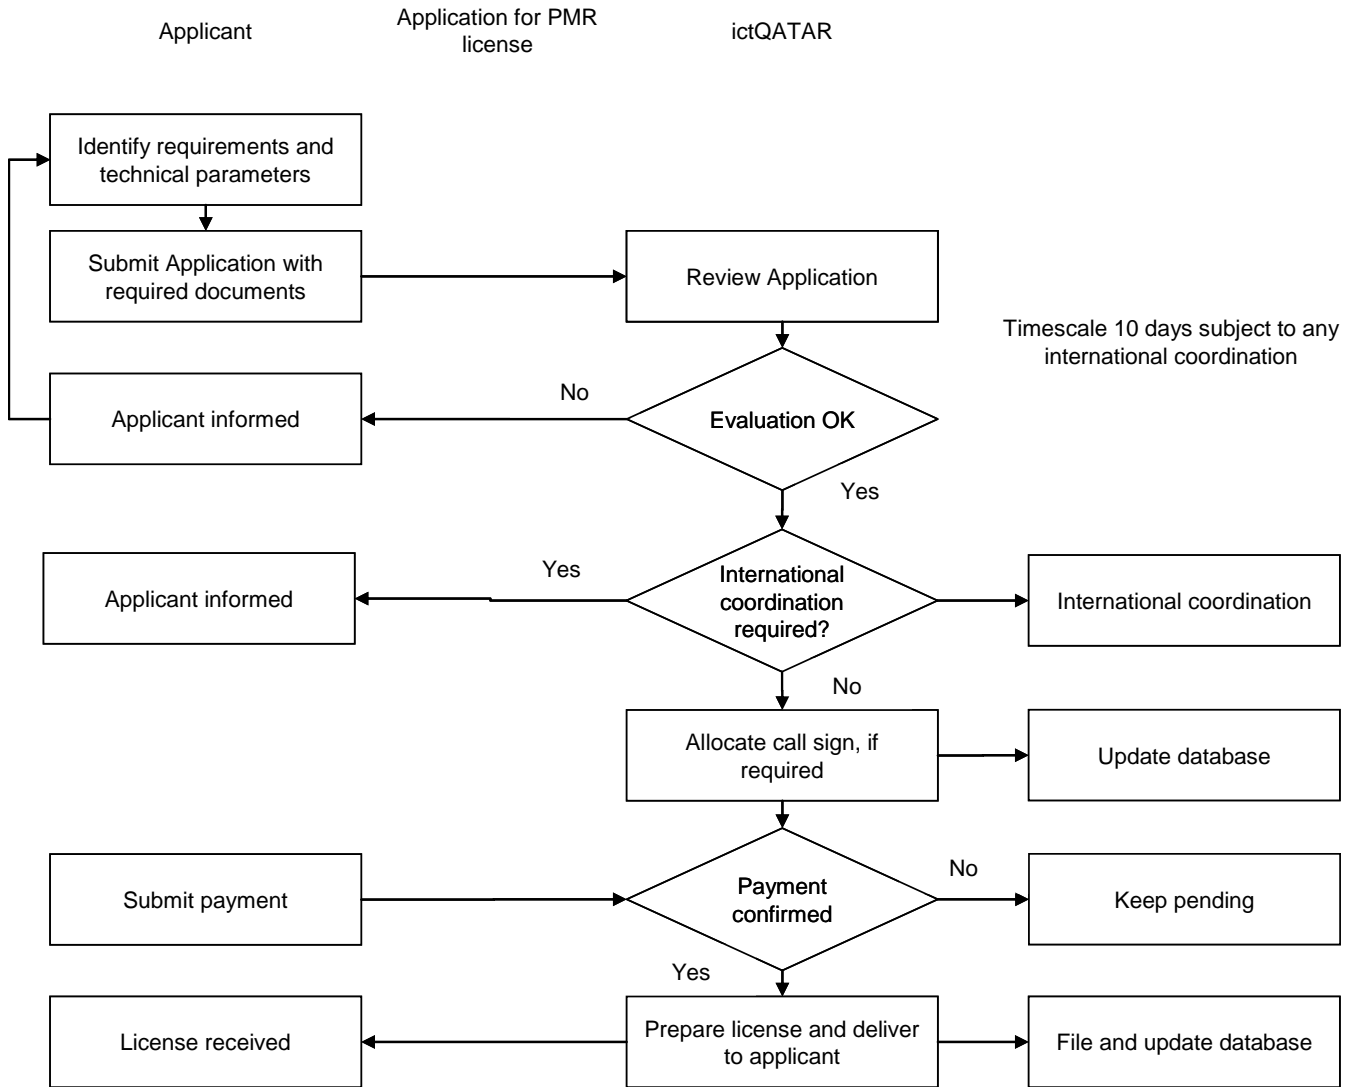 Applicant
Application for PMR
license
ictQATAR
Identify requirements and
technical parameters
Submit Application with
required documents
Review Application
Timescale 10 days subject to any
international coordination
No
Applicant informed
Evaluation OK
Yes
Yes
Applicant informed
International
coordination
required?
International coordination
No
Allocate call sign, if
required
Update database
Submit payment
Payment
confirmed
No
Keep pending
Yes
License received
Prepare license and deliver
to applicant
File and update database